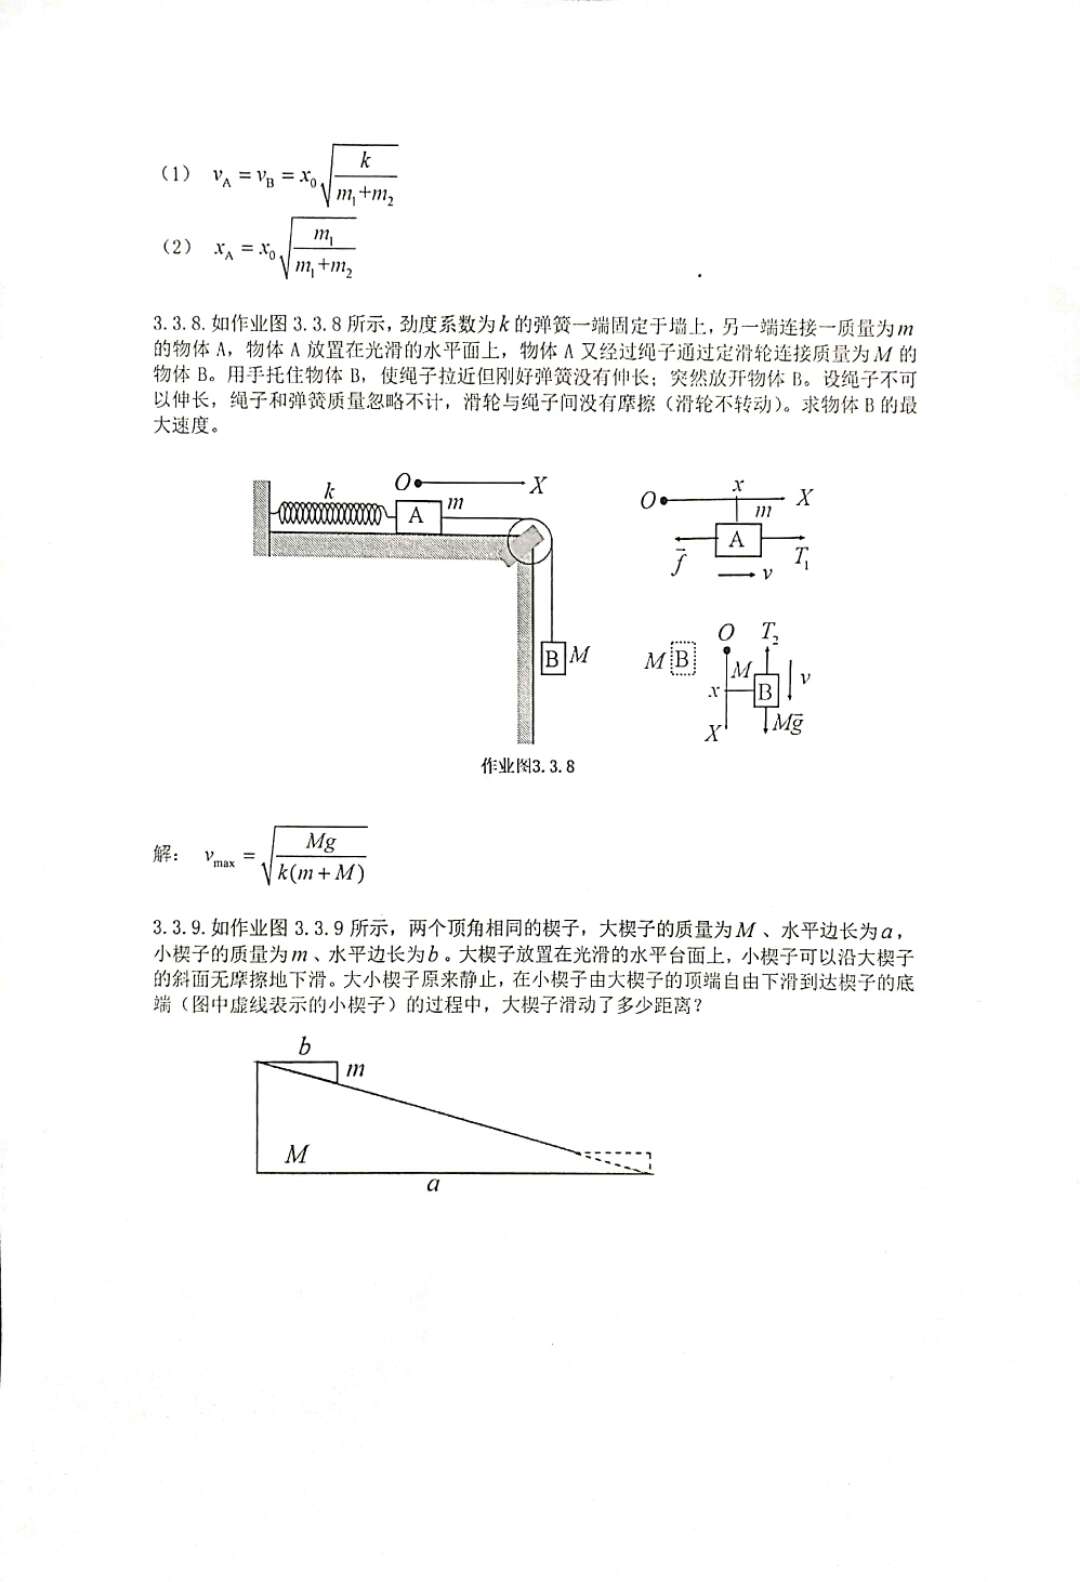 (1) v_A = v_B = x_0 √(k/(m_1+m_2))
(2) x_A = x_0 √(m_1/(m_1+m_2))
3.3.8.如作业图 3.3.8 所示，劲度系数为k的弹簧一端固定于墙上，另一端连接一质量为m
的物体 A，物体 A 放置在光滑的水平面上，物体 A 又经过绳子通过定滑轮连接质量为M的
物体 B。用手托住物体 B，使绳子拉近但刚好弹簧没有伸长；突然放开物体 B。设绳子不可
以伸长，绳子和弹簧质量忽略不计，滑轮与绳子间没有摩擦（滑轮不转动）。求物体 B 的最
大速度。
k
O
X
A
m
B
M
O
x
X
m
A
f⃗
T_1
v
M
B
O
T_2
M
x
B
v
X
Mg⃗
作业图3.3.8
解： v_max = √(Mg/(k(m+M)))
3.3.9.如作业图 3.3.9 所示，两个顶角相同的楔子，大楔子的质量为M、水平边长为a，
小楔子的质量为m、水平边长为b。大楔子放置在光滑的水平台面上，小楔子可以沿大楔子
的斜面无摩擦地下滑。大小楔子原来静止，在小楔子由大楔子的顶端自由下滑到达楔子的底
端（图中虚线表示的小楔子）的过程中，大楔子滑动了多少距离？
b
m
M
a